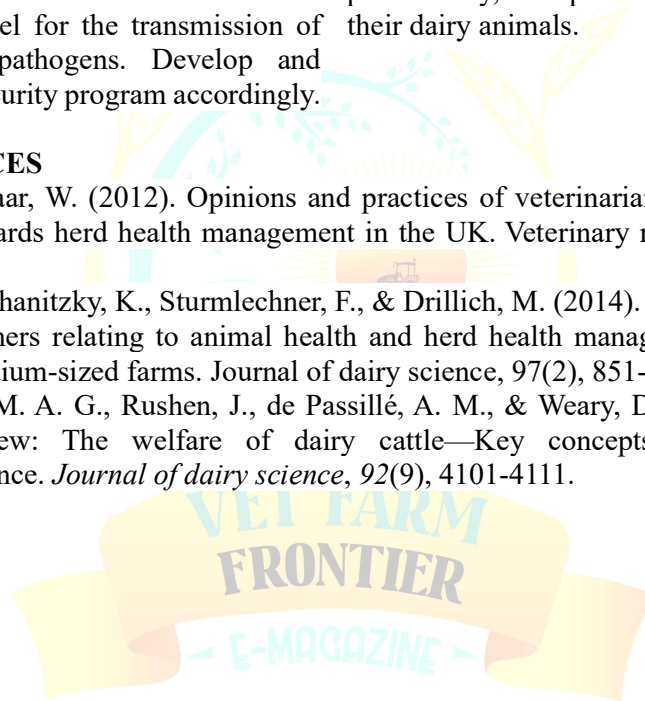 el for the transmission of
pathogens. Develop and
urity program accordingly.
their dairy animals.
CES
aar, W. (2012). Opinions and practices of veterinaria
ards herd health management in the UK. Veterinary
hanitzky, K., Sturmlechner, F., & Drillich, M. (2014).
ners relating to animal health and herd health manag
ium-sized farms. Journal of dairy science, 97(2), 851-
M. A. G., Rushen, J., de Passillé, A. M., & Weary, D
ew: The welfare of dairy cattle—Key concepts
nce. Journal of dairy science, 92(9), 4101-4111.
VET FARM
FRONTIER
E-MAGAZINE